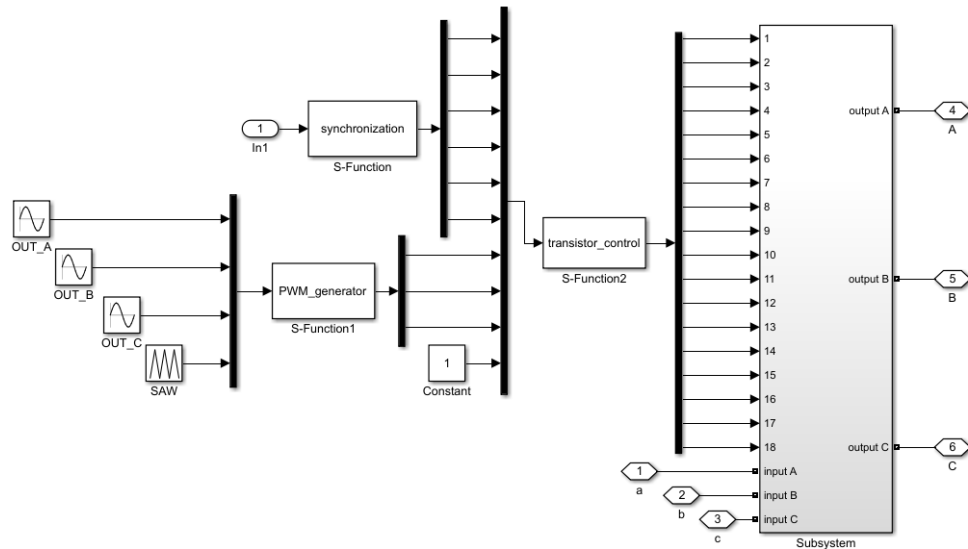 1
In1
synchronization
S-Function
OUT_A
OUT_B
OUT_C
SAW
PWM_generator
S-Function1
1
Constant
transistor_control
S-Function2
1
2
3
4
5
6
7
8
9
10
11
12
13
14
15
16
17
18
input A
input B
input C
output A
output B
output C
Subsystem
1
a
2
b
3
c
4
A
5
B
6
C